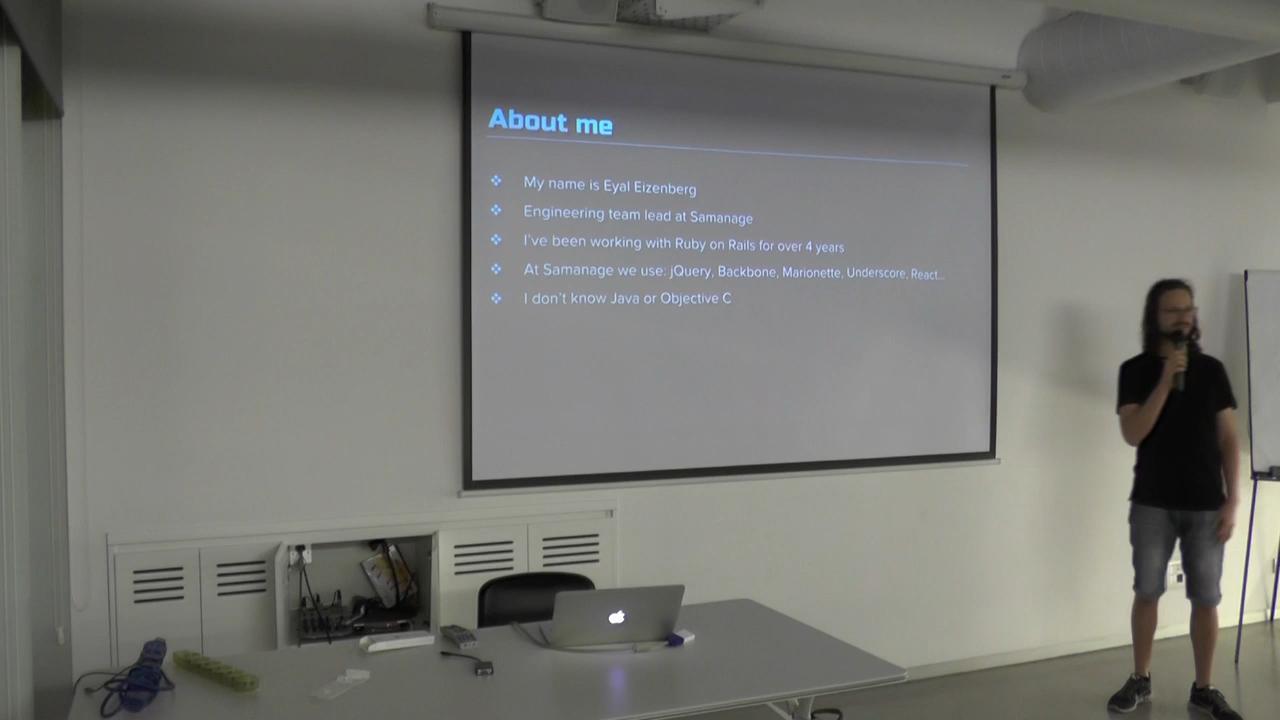 About me
My name is Eyal Eizenberg
Engineering team lead at Samanage
I've been working with Ruby on Rails for over 4 years
At Samanage we use: jQuery, Backbone, Marionette, Underscore, React...
I don't know Java or Objective C